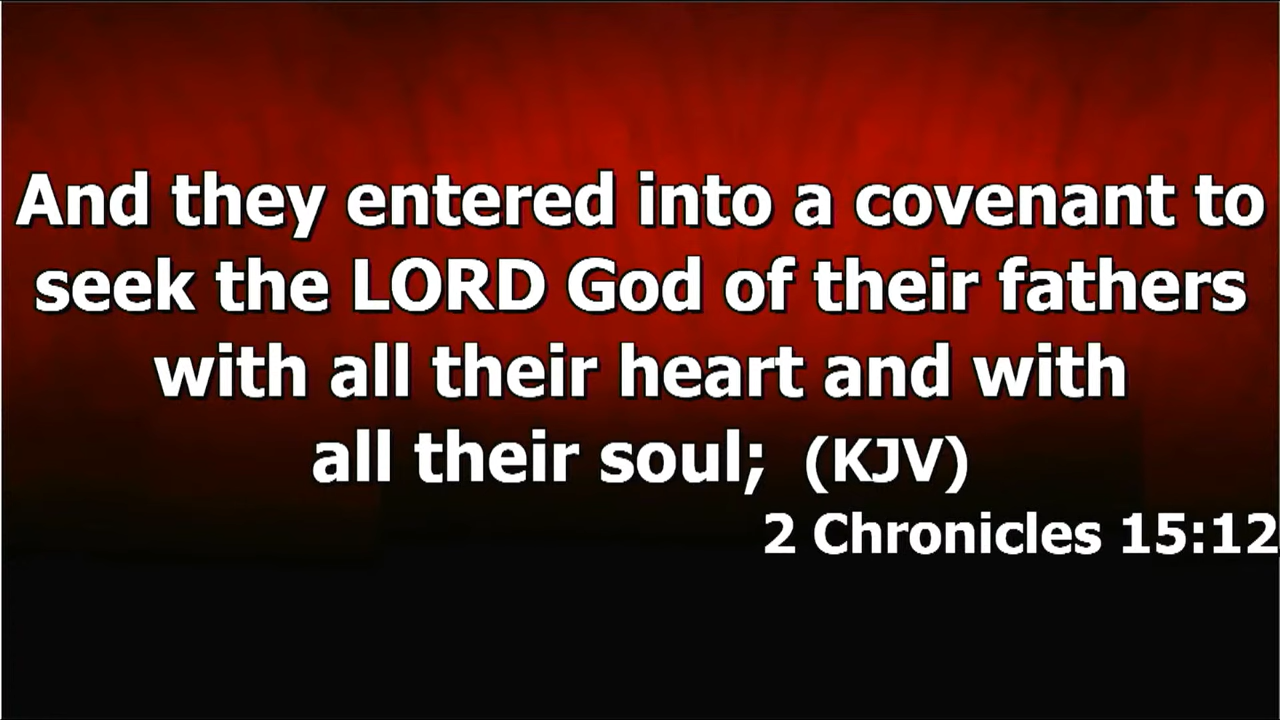 And they entered into a covenant to
seek the LORD God of their fathers
with all their heart and with
all their soul; (KJV)
2 Chronicles 15:12